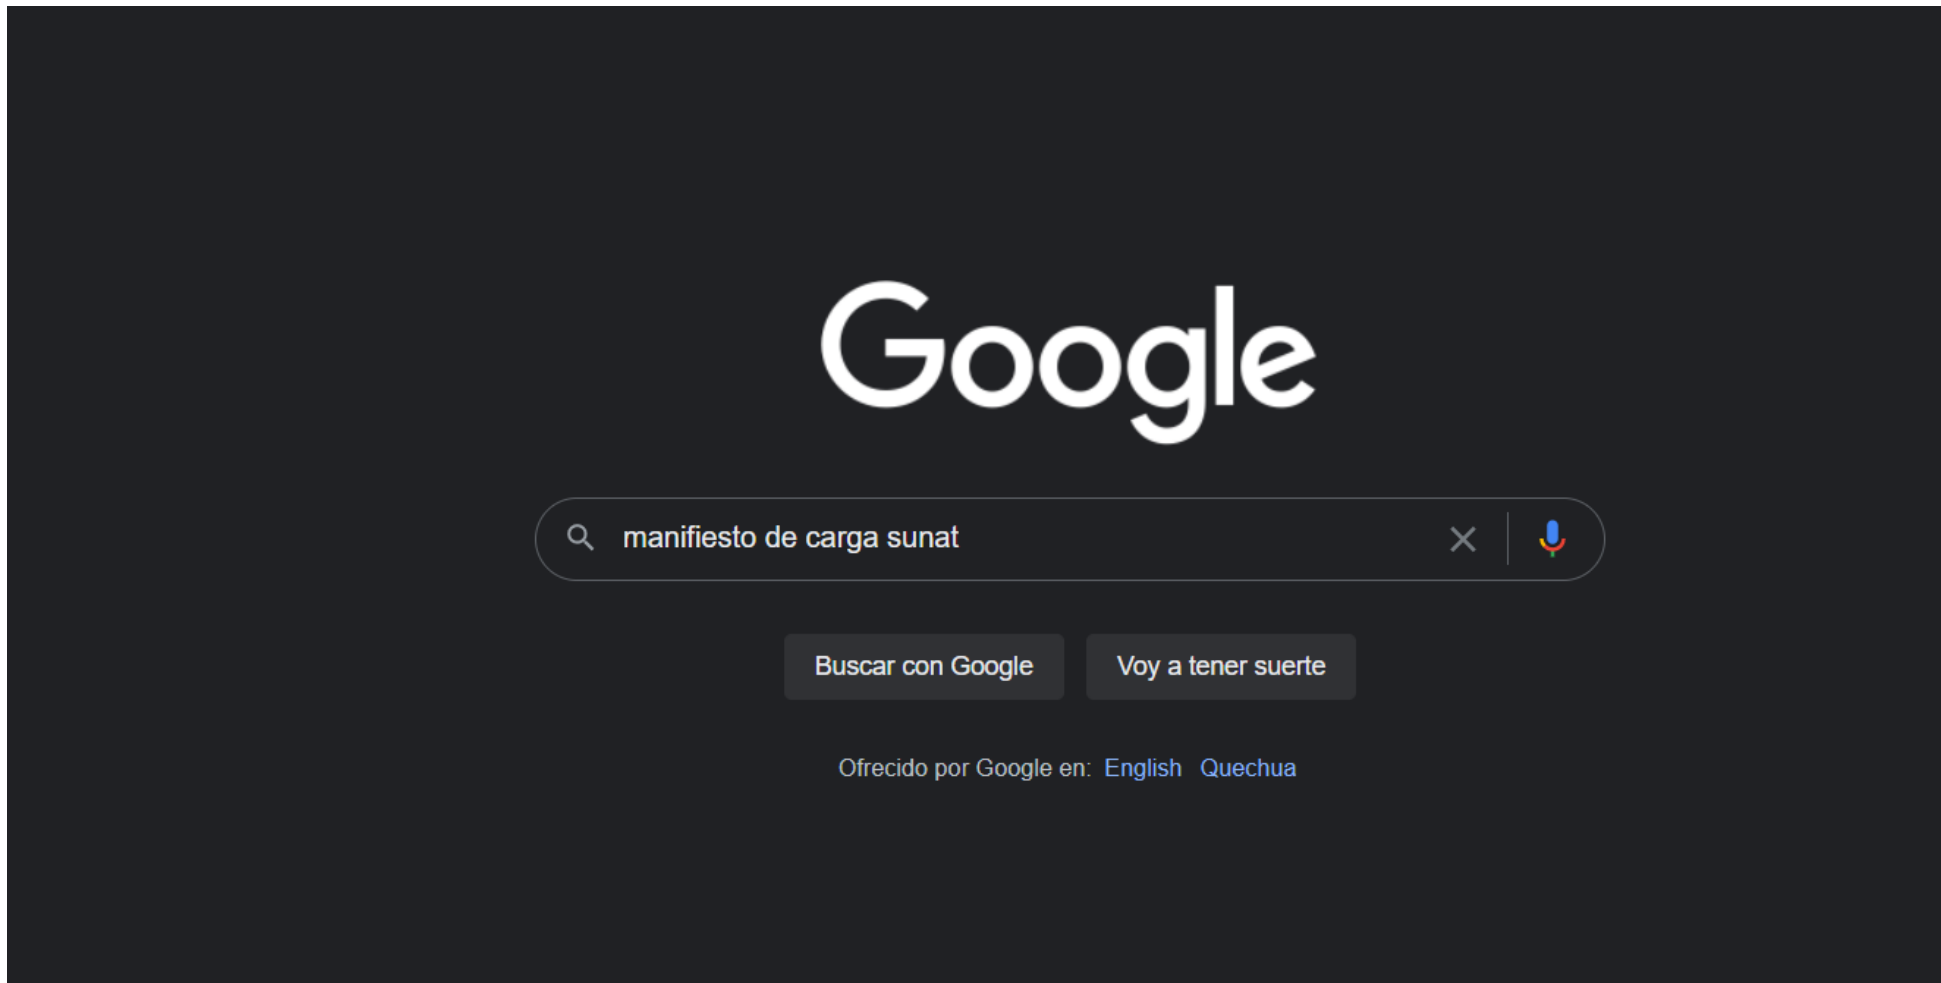 Google
manifiesto de carga sunat
Buscar con Google Voy a tener suerte
Ofrecido por Google en: English Quechua